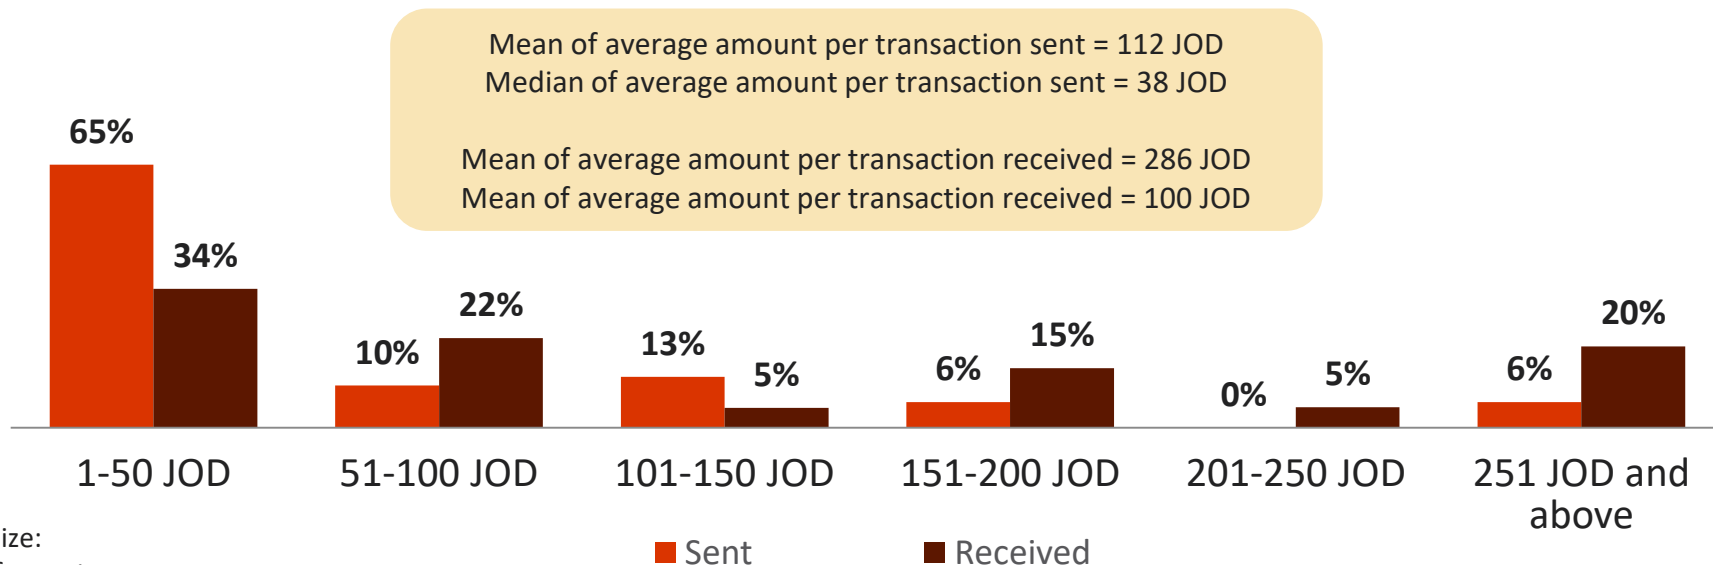 Mean of average amount per transaction sent = 112 JOD
Median of average amount per transaction sent = 38 JOD
Mean of average amount per transaction received = 286 JOD
Mean of average amount per transaction received = 100 JOD
65%
34%
10%
22%
13%
5%
6%
15%
0%
5%
6%
20%
1-50 JOD
51-100 JOD
101-150 JOD
151-200 JOD
201-250 JOD
251 JOD and
above
ize:
Sent
Received